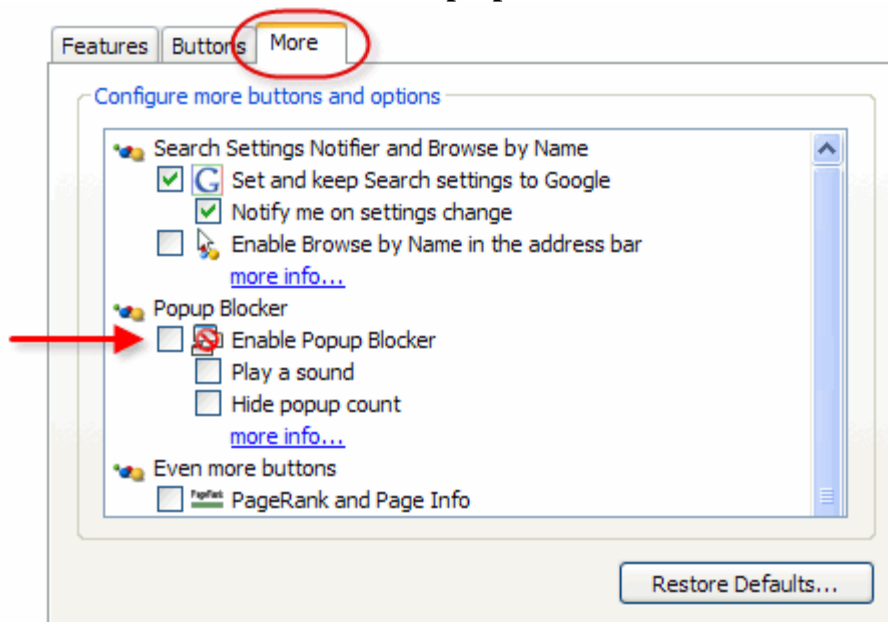 Features Buttons More
Configure more buttons and options
Search Settings Notifier and Browse by Name
Set and keep Search settings to Google
Notify me on settings change
Enable Browse by Name in the address bar
more info...
Popup Blocker
Enable Popup Blocker
Play a sound
Hide popup count
more info...
Even more buttons
PageRank PageRank and Page Info
Restore Defaults...